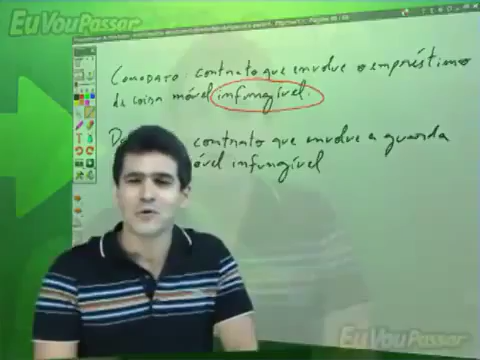 EuVouPassar
Comodato: contrato que envolve o empréstimo
de coisa móvel infungível.
contrato que envolve a guarda
móvel infungível
EuVouPassar